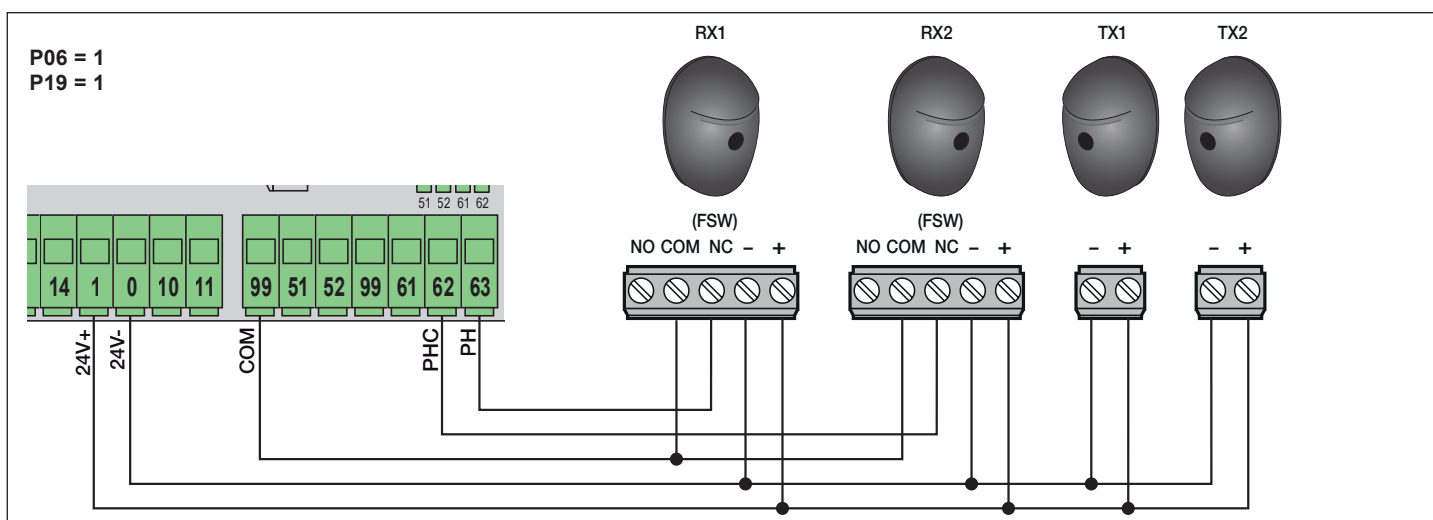 P06 = 1
P19 = 1
RX1 RX2 TX1 TX2
51 52 61 62
(FSW) (FSW)
NO COM NC - + NO COM NC - + - + - +
14 1 0 10 11 99 51 52 99 61 62 63
24V+ 24V- COM PHC PH